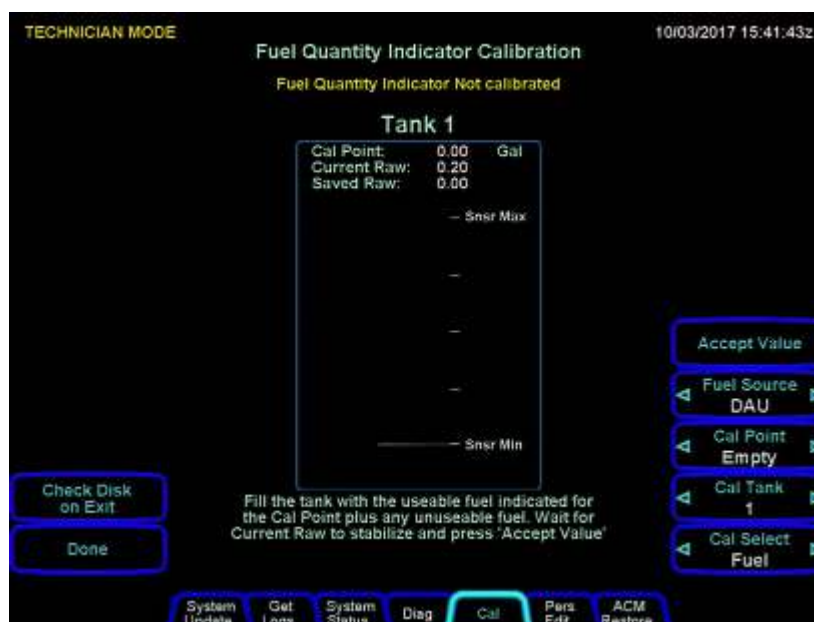 TECHNICIAN MODE
10/03/2017 15:41:43z
Fuel Quantity Indicator Calibration
Fuel Quantity Indicator Not calibrated
Tank 1
Cal Point: 0.00 Gal
Current Raw: 0.20
Saved Raw: 0.00
Snsr Max
Snsr Min
Accept Value
Fuel Source
DAU
Cal Point
Empty
Cal Tank
1
Cal Select
Fuel
Check Disk
on Exit
Done
Fill the tank with the useable fuel indicated for
the Cal Point plus any unuseable fuel. Wait for
Current Raw to stabilize and press 'Accept Value'
System
Update
Get
Logs
System
Status
Diag
Cal
Pers
Edit
ACM
Restore